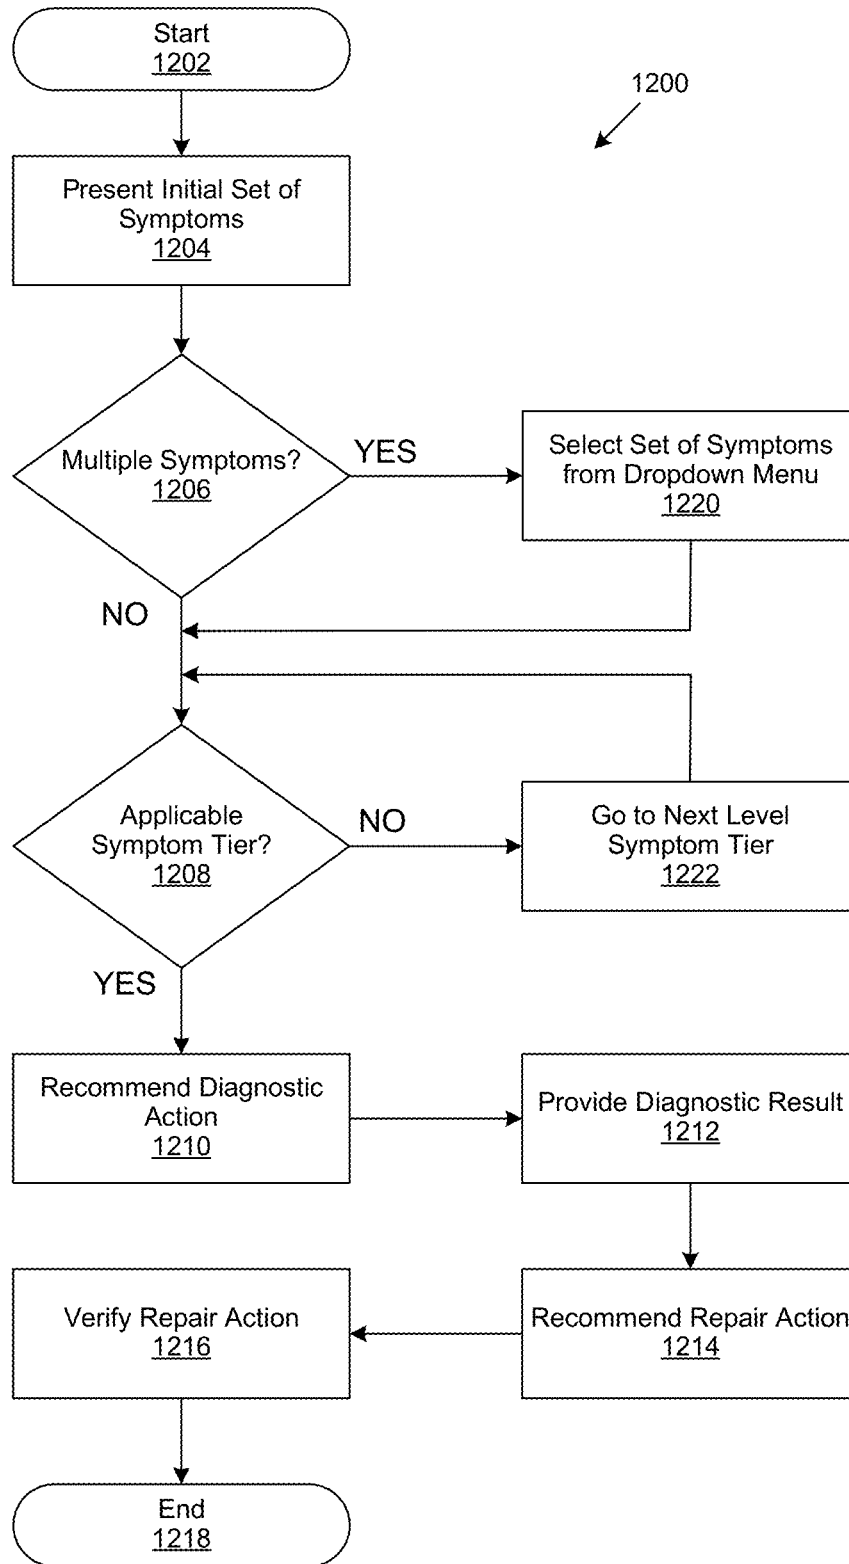 Start
1202
1200
Present Initial Set of
Symptoms
1204
Multiple Symptoms?
1206
YES
Select Set of Symptoms
from Dropdown Menu
1220
NO
Applicable
Symptom Tier?
1208
NO
Go to Next Level
Symptom Tier
1222
YES
Recommend Diagnostic
Action
1210
Provide Diagnostic Result
1212
Verify Repair Action
1216
Recommend Repair Action
1214
End
1218